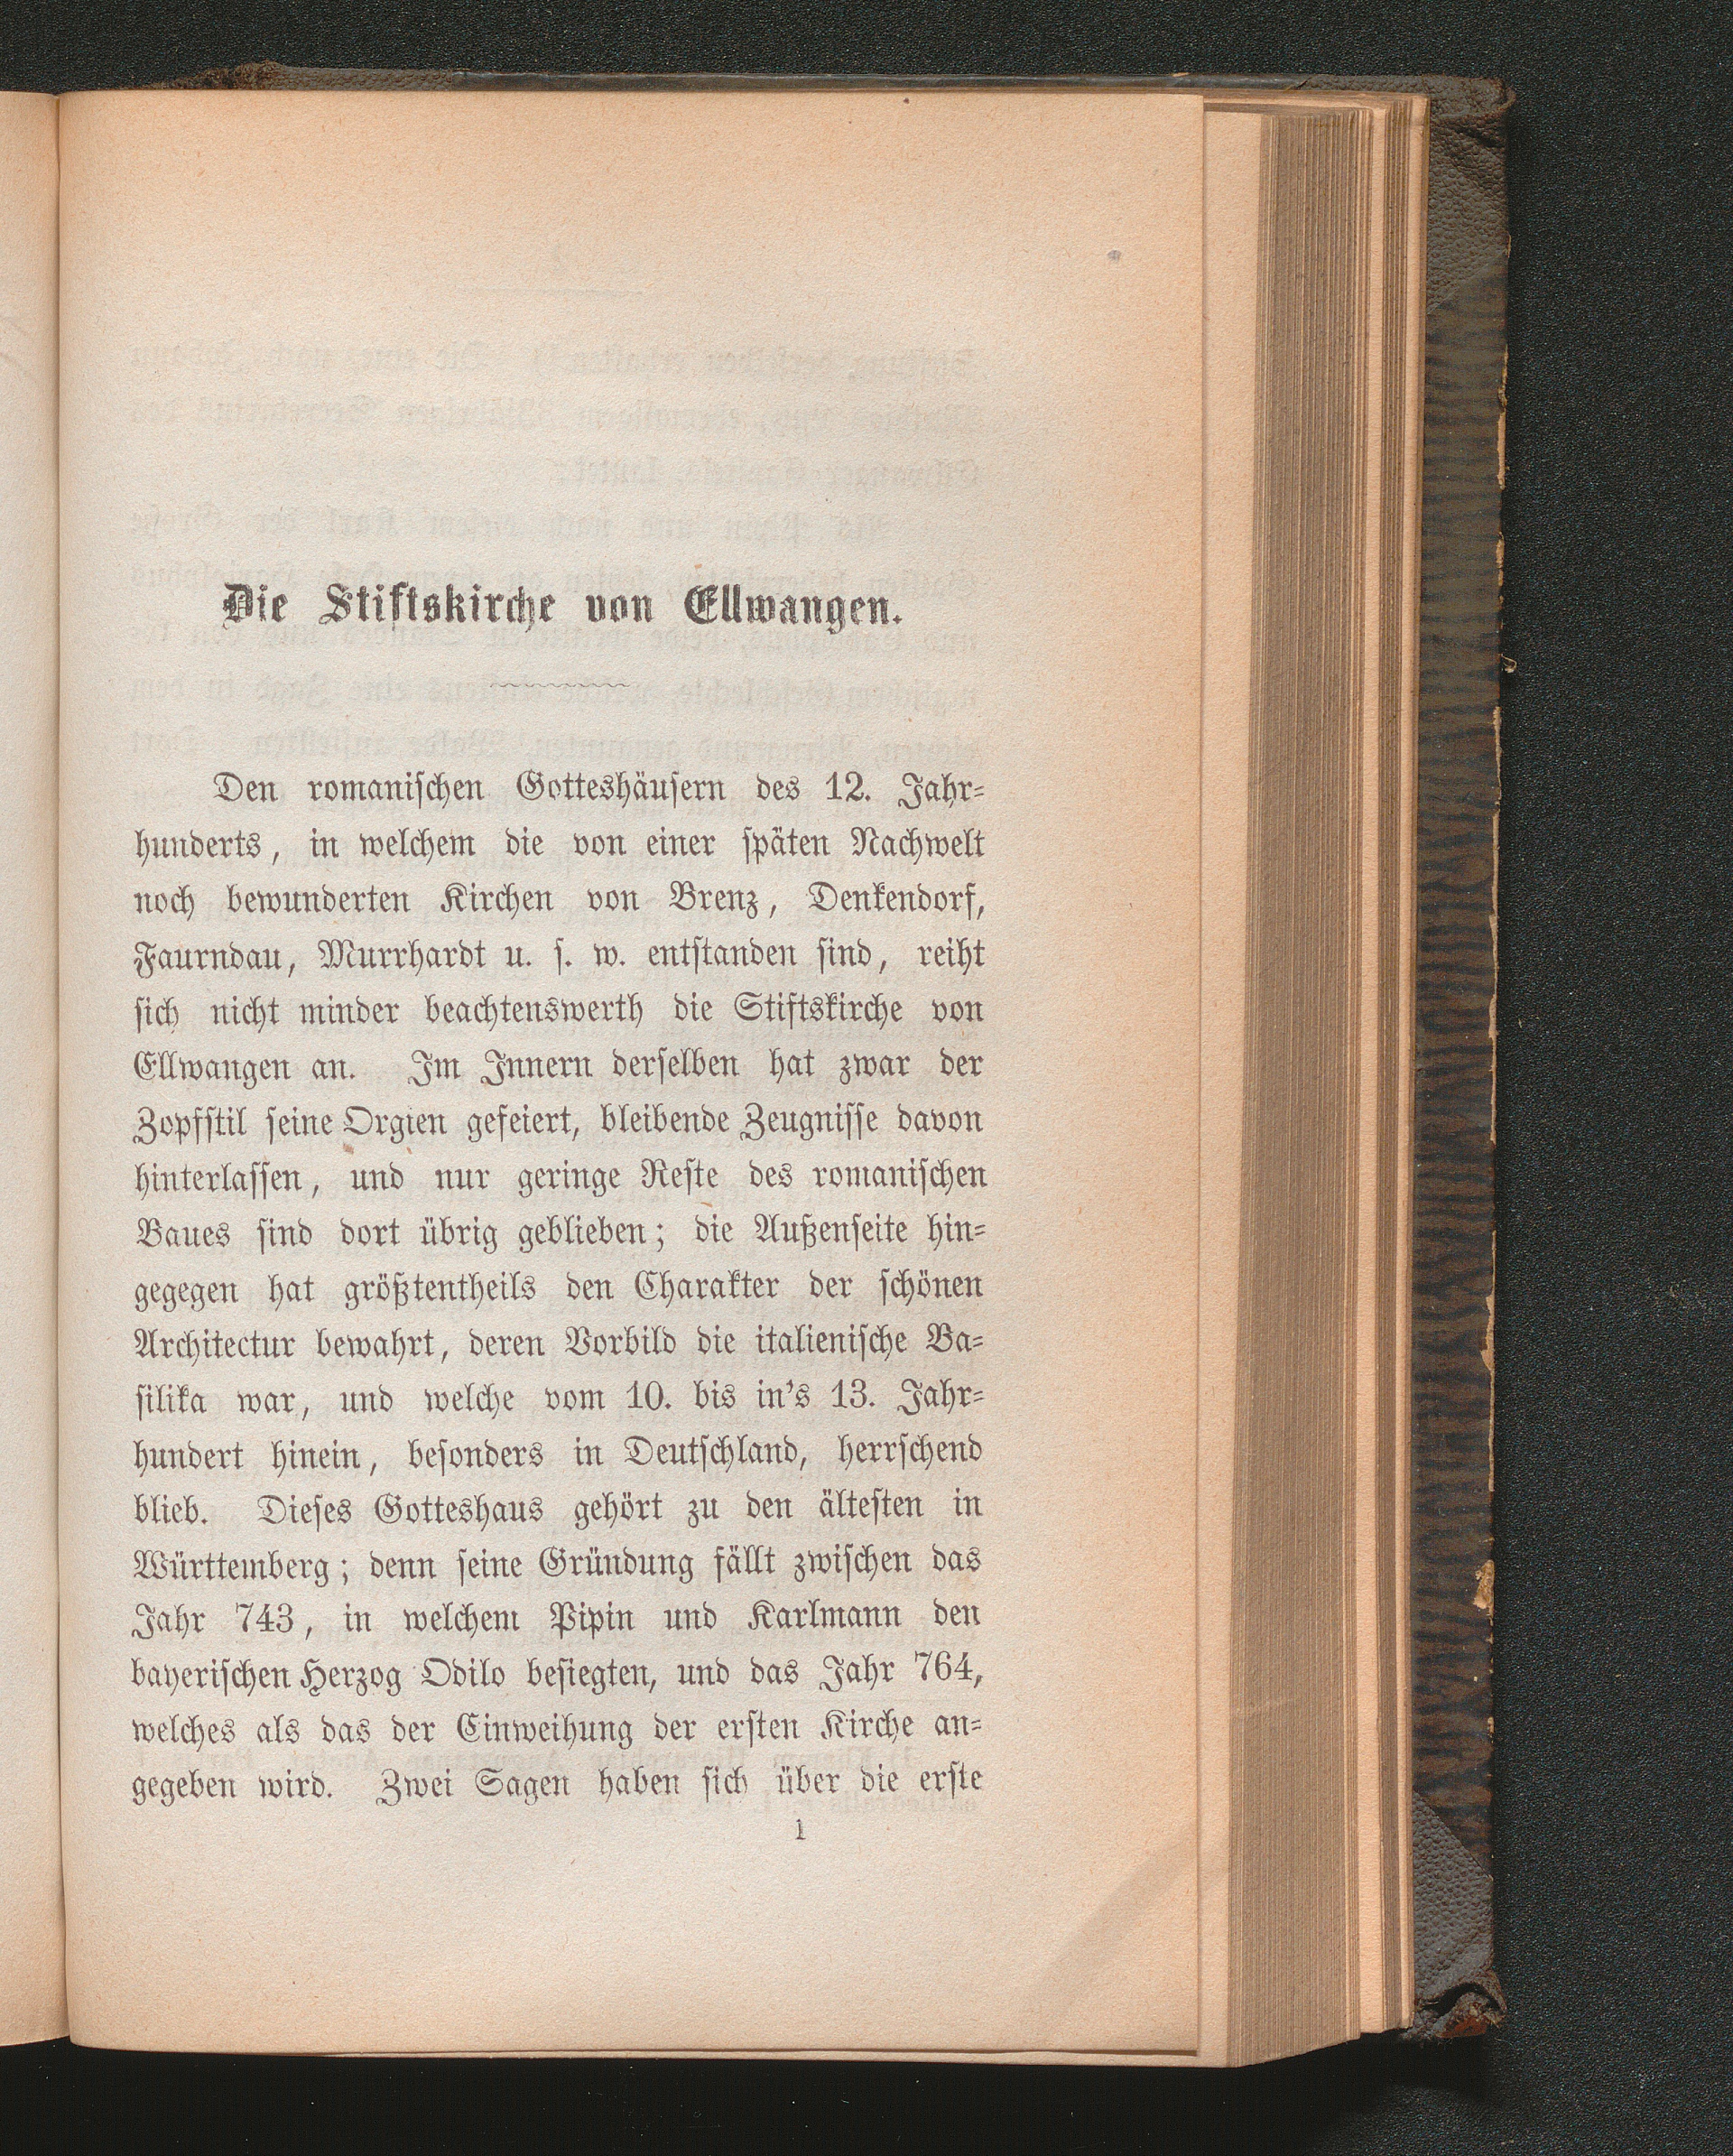 Die Stiftskirche von Ellwangen.
Den romanischen Gotteshäusern des 12. Jahr-
hunderts, in welchem die von einer späten Nachwelt
noch bewunderten Kirchen von Brenz, Denkendorf,
Faurndau, Murrhardt u. s. w. entstanden sind, reiht
sich nicht minder beachtenswerth die Stiftskirche von
Ellwangen an. Im Innern derselben hat zwar der
Zopfstil seine Orgien gefeiert, bleibende Zeugnisse davon
hinterlassen, und nur geringe Reste des romanischen
Baues sind dort übrig geblieben; die Außenseite hin-
gegegen hat größtentheils den Charakter der schönen
Architectur bewahrt, deren Vorbild die italienische Ba-
silika war, und welche vom 10. bis in's 13. Jahr-
hundert hinein, besonders in Deutschland, herrschend
blieb. Dieses Gotteshaus gehört zu den ältesten in
Württemberg; denn seine Gründung fällt zwischen das
Jahr 743, in welchem Pipin und Karlmann den
bayerischen Herzog Odilo besiegten, und das Jahr 764,
welches als das der Einweihung der ersten Kirche an-
gegeben wird. Zwei Sagen haben sich über die erste
1